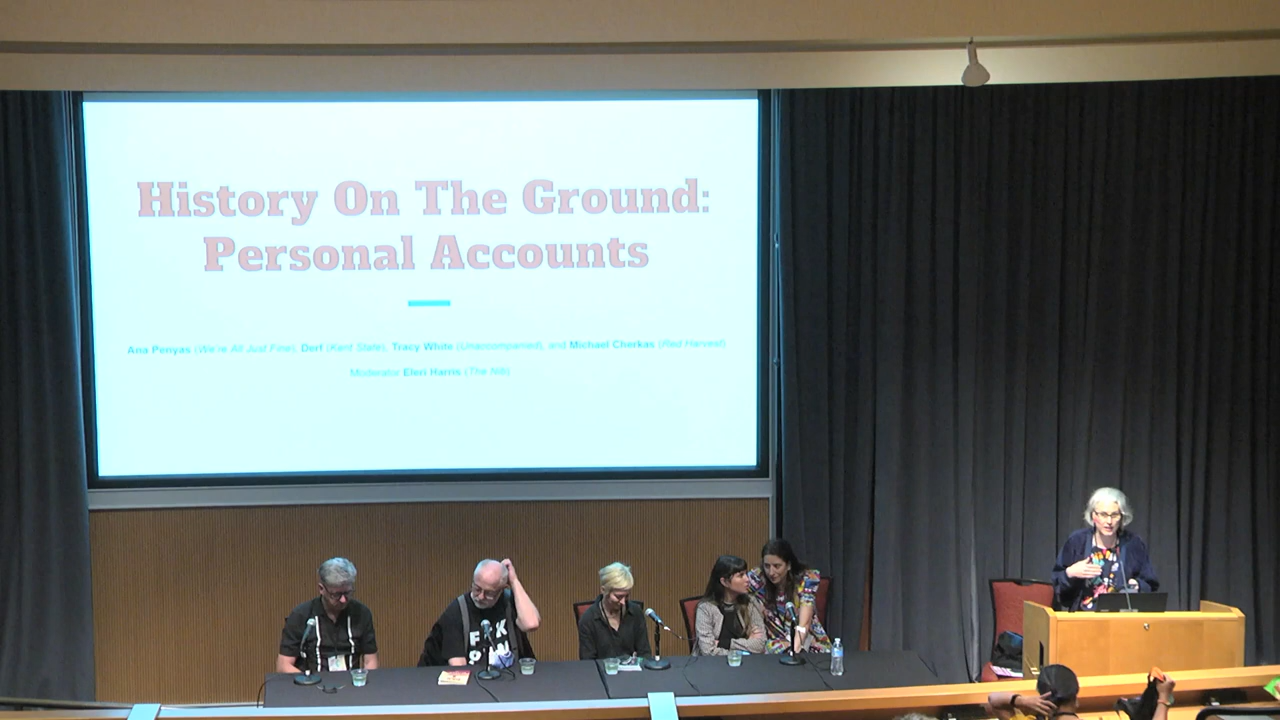 History On The Ground:
Personal Accounts
Ana Penyas (We're All Just Fine), Derf (Kent State), Tracy White (Unaccompanied), and Michael Cherkas (Red Harvest)
Moderator Eleri Harris (The Nib)